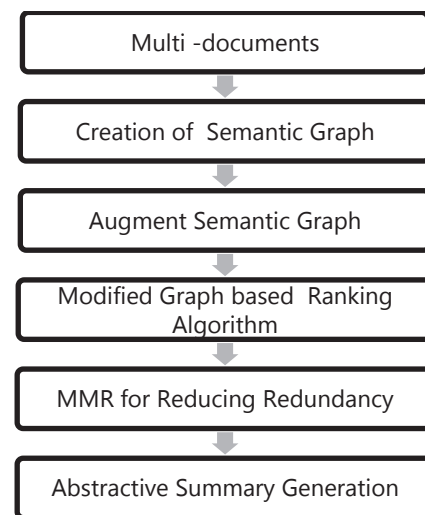 Multi -documents
Creation of Semantic Graph
Augment Semantic Graph
Modified Graph based Ranking
Algorithm
MMR for Reducing Redundancy
Abstractive Summary Generation